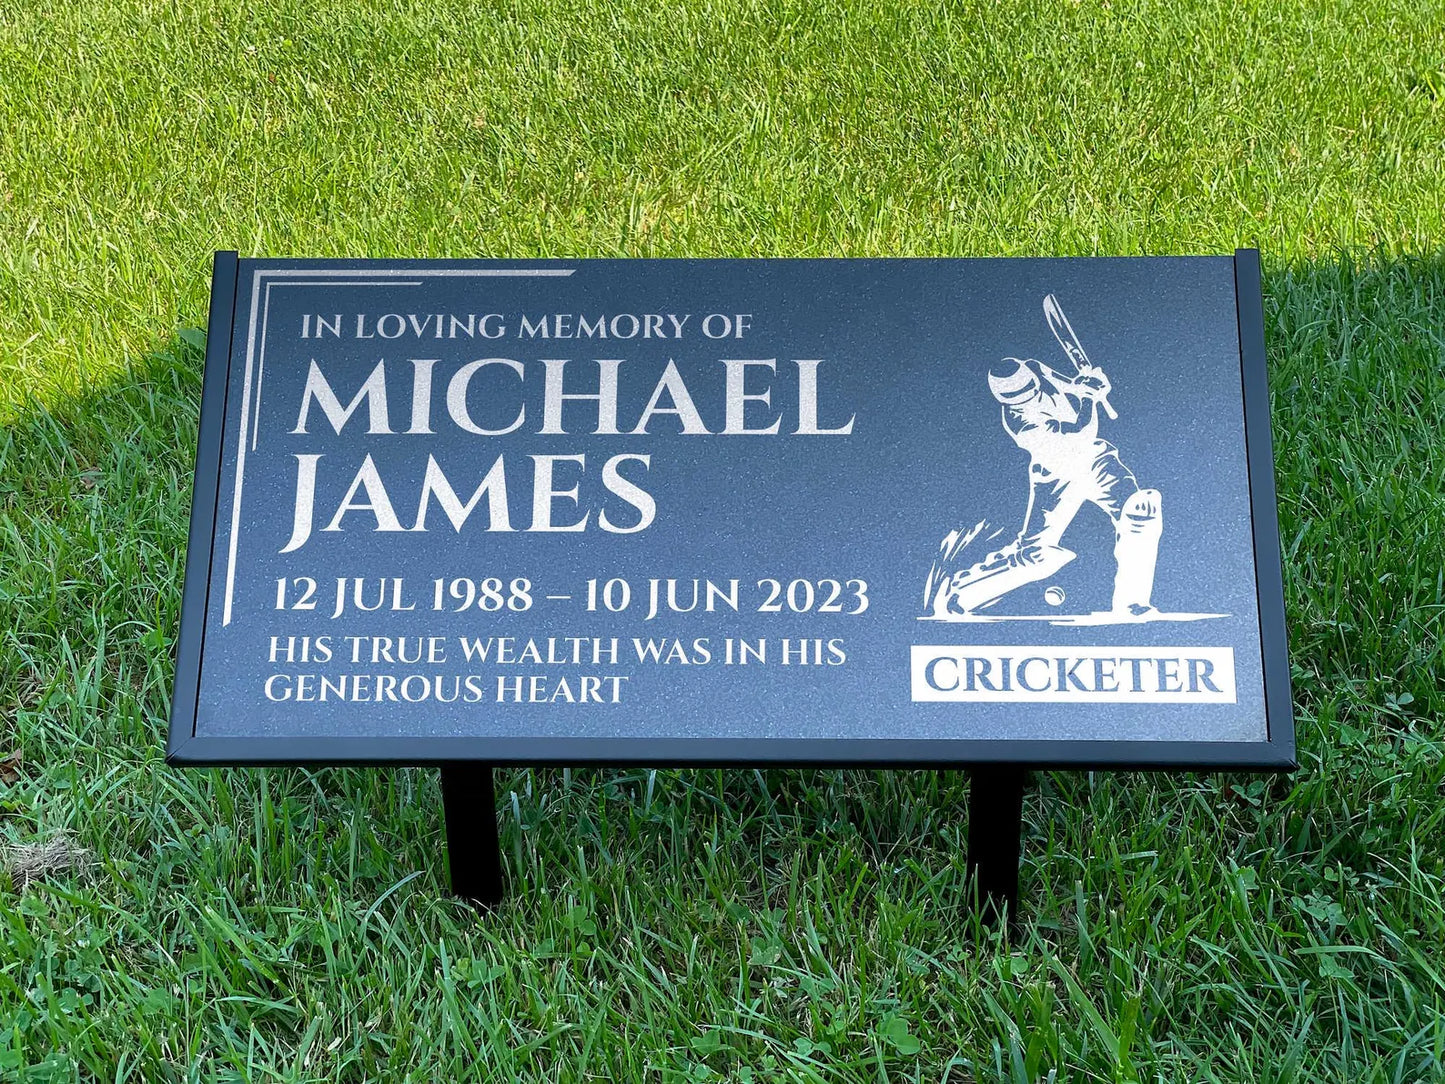 IN LOVING MEMORY OF
MICHAEL
JAMES
12 JUL 1988 – 10 JUN 2023
HIS TRUE WEALTH WAS IN HIS
GENEROUS HEART
CRICKETER